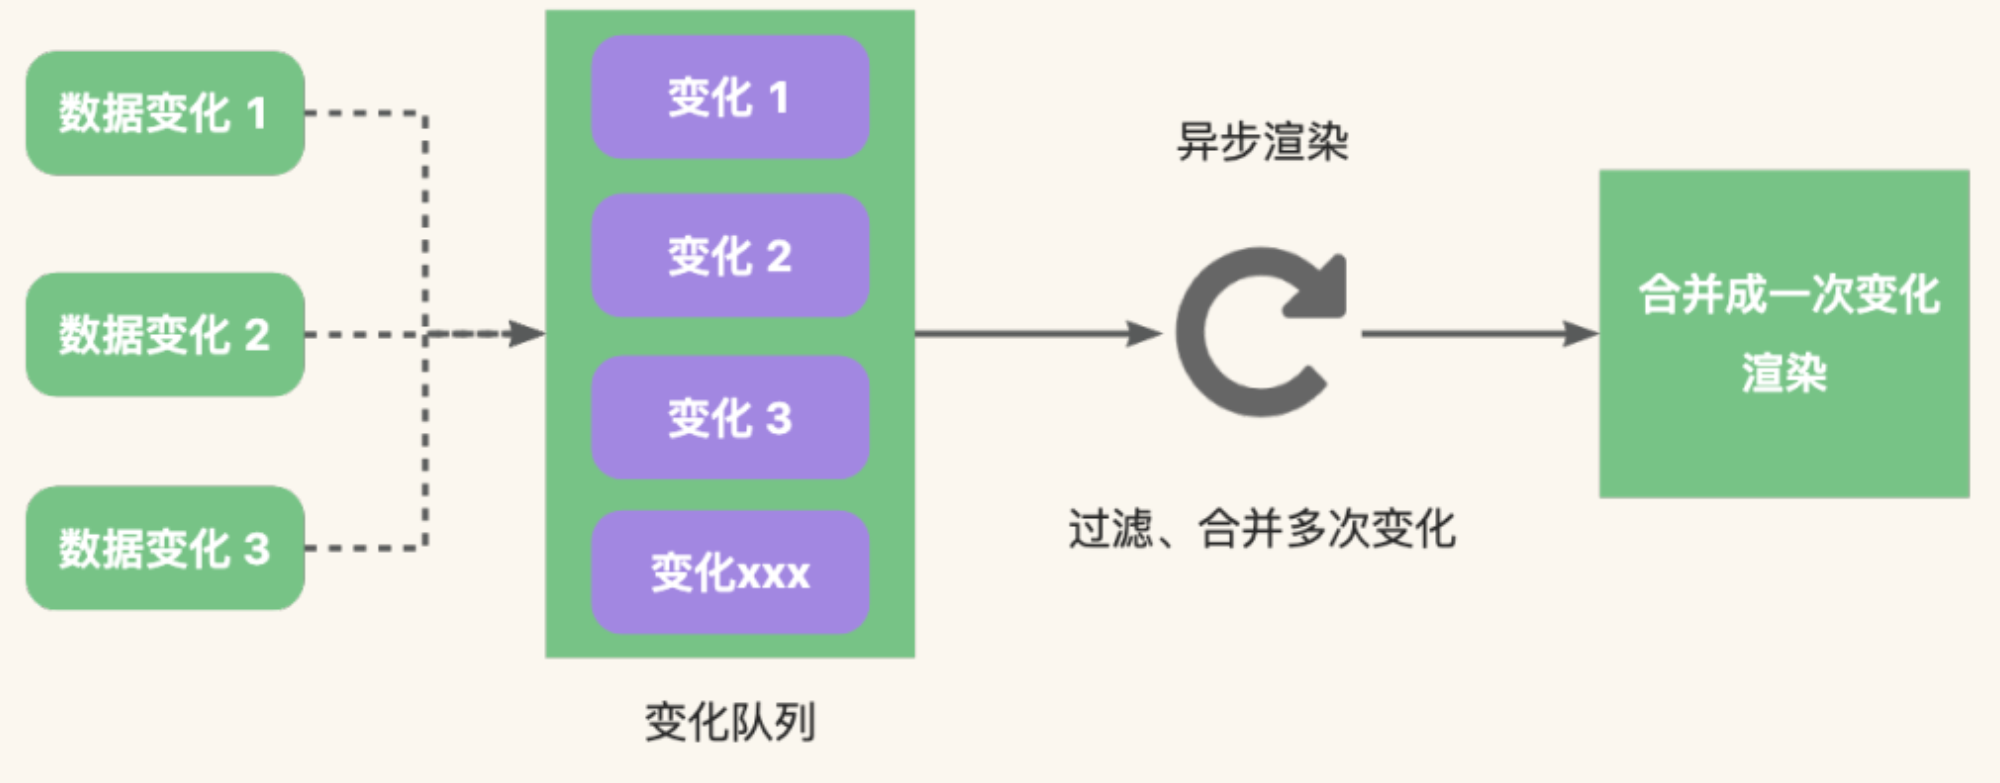 数据变化 1
数据变化 2
数据变化 3
变化 1
变化 2
变化 3
变化xxx
变化队列
异步渲染
过滤、合并多次变化
合并成一次变化
渲染